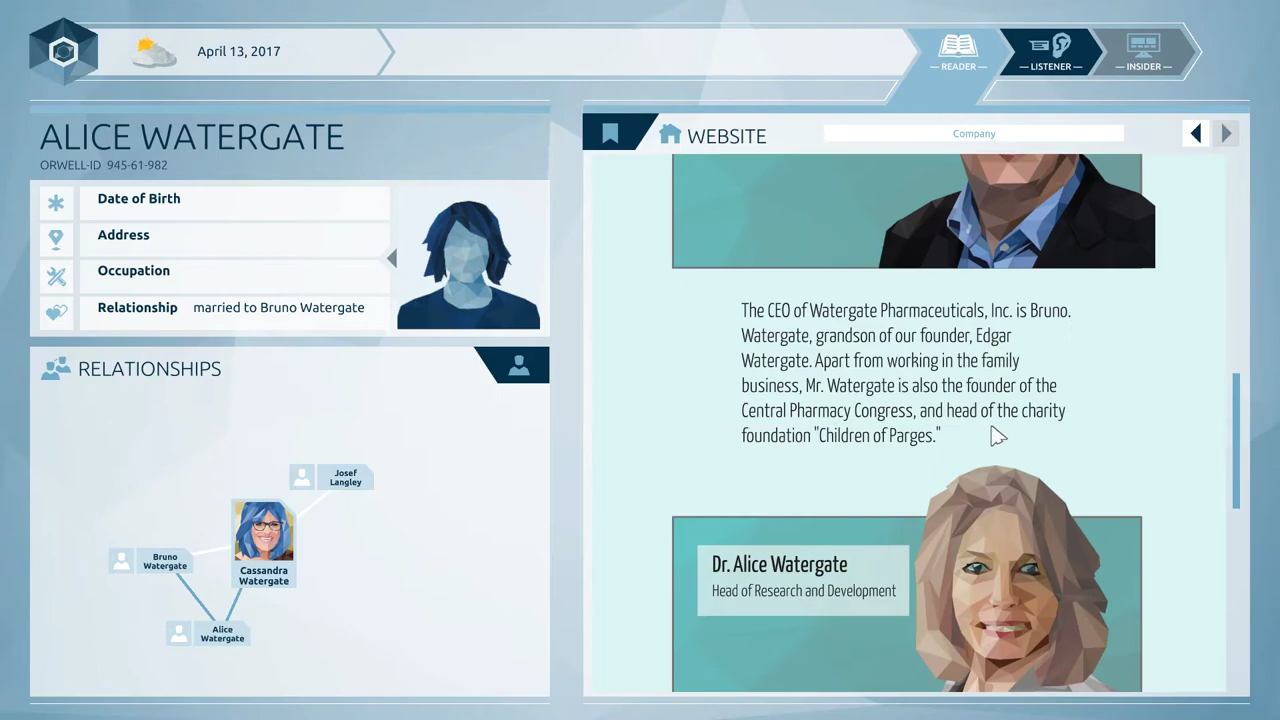 April 13, 2017
— READER —
— LISTENER —
— INSIDER —
ALICE WATERGATE
ORWELL-ID 945-61-982
Date of Birth
Address
Occupation
Relationship married to Bruno Watergate
RELATIONSHIPS
Josef
Langley
Bruno
Watergate
Cassandra
Watergate
Alice
Watergate
WEBSITE
Company
The CEO of Watergate Pharmaceuticals, Inc. is Bruno.
Watergate, grandson of our founder, Edgar
Watergate. Apart from working in the family
business, Mr. Watergate is also the founder of the
Central Pharmacy Congress, and head of the charity
foundation "Children of Parges."
Dr. Alice Watergate
Head of Research and Development